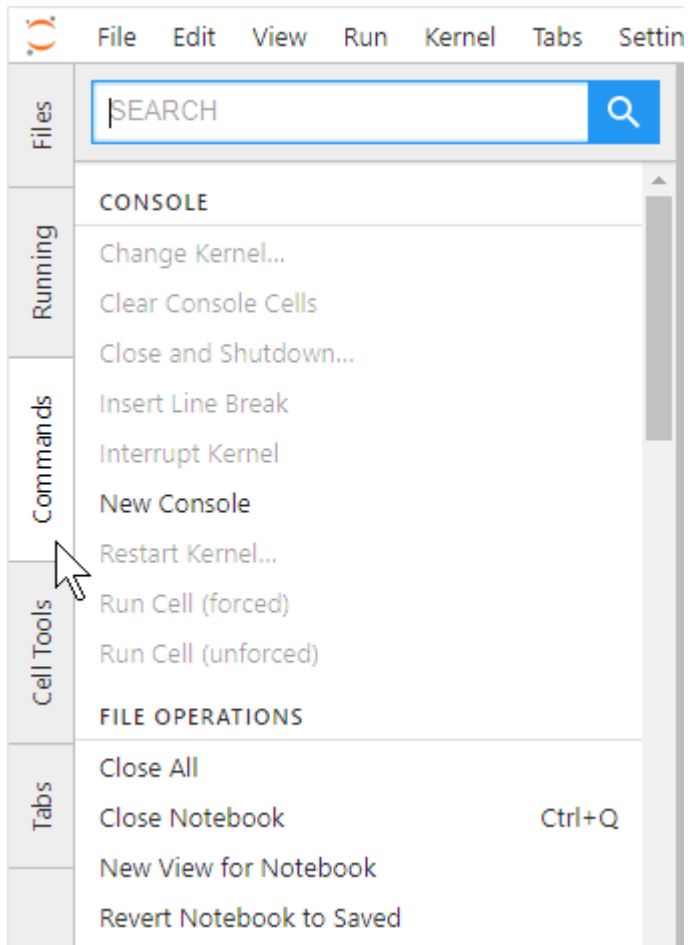 File Edit View Run Kernel Tabs Settin
Files
Running
Commands
Cell Tools
Tabs
SEARCH
CONSOLE
Change Kernel...
Clear Console Cells
Close and Shutdown...
Insert Line Break
Interrupt Kernel
New Console
Restart Kernel...
Run Cell (forced)
Run Cell (unforced)
FILE OPERATIONS
Close All
Close Notebook Ctrl+Q
New View for Notebook
Revert Notebook to Saved